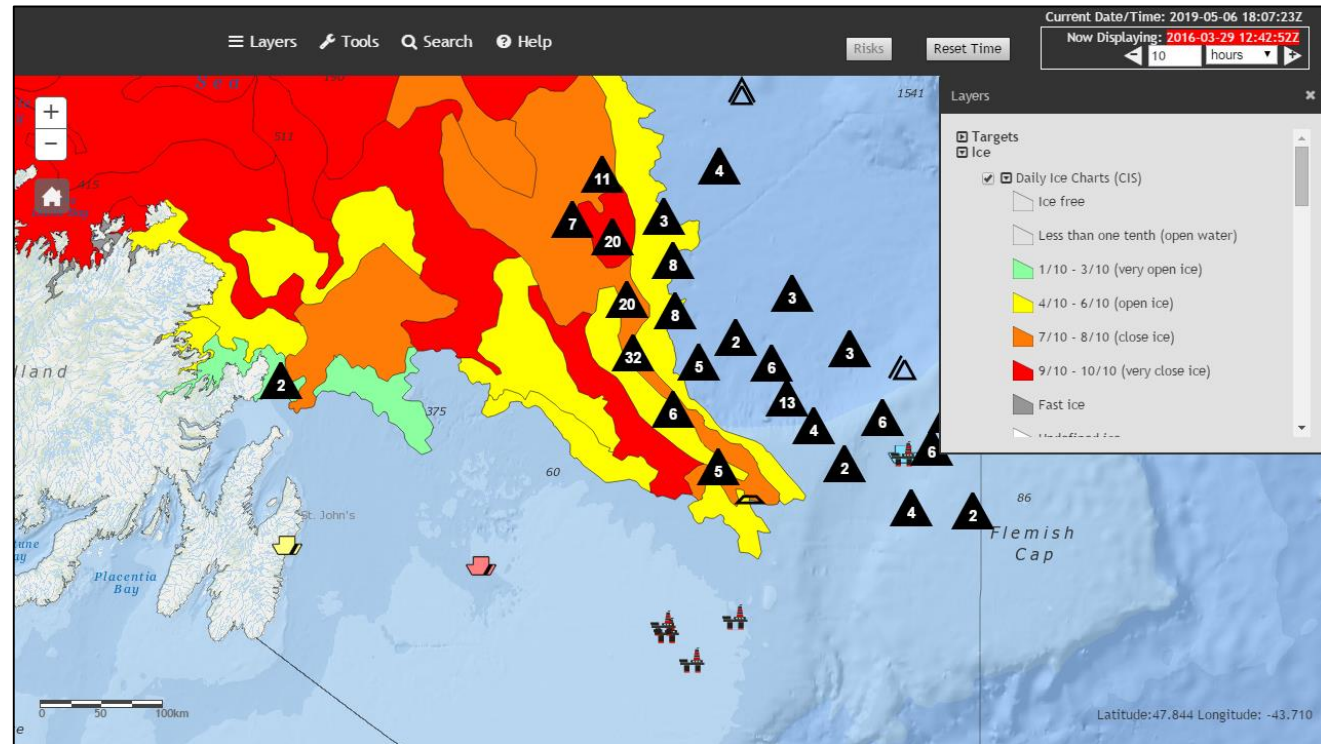 Current Date/Time: 2019-05-06 18:07:23Z
Layers Tools Search Help
Risks
Reset Time
Now Displaying: 2016-03-29 12:42:52Z
10 hours
Layers
Targets
Ice
Daily Ice Charts (CIS)
Ice free
Less than one tenth (open water)
1/10 - 3/10 (very open ice)
4/10 - 6/10 (open ice)
7/10 - 8/10 (close ice)
9/10 - 10/10 (very close ice)
Fast ice
+
−
1541
511
415
11
4
7
20
3
8
20
8
3
2
32
5
6
3
2
13
6
4
6
6
375
5
2
60
4
2
86
Flemish
Cap
St. John's
Placentia
Bay
0 50 100km
Latitude:47.844 Longitude: -43.710